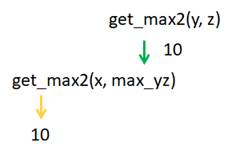 get_max2(y, z)
10
get_max2(x, max_yz)
10